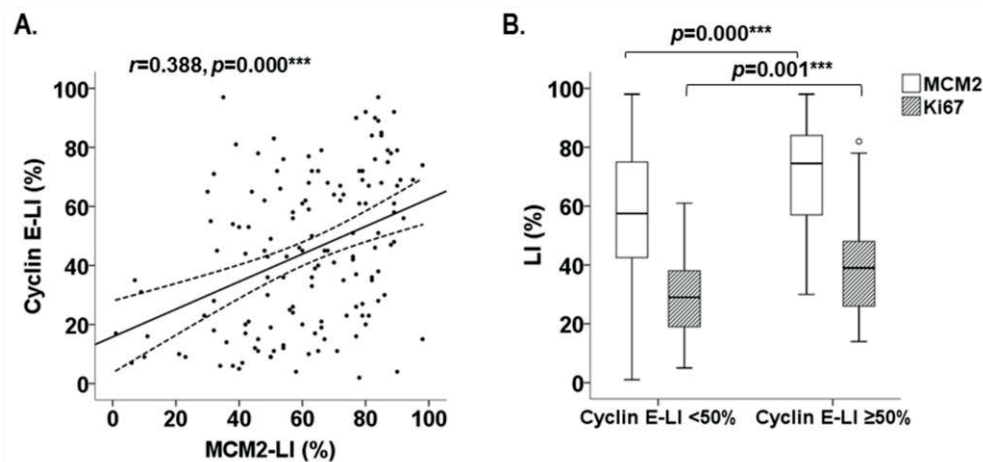 A.
r=0.388, p=0.000***
Cyclin E-LI (%)
100
80
60
40
20
0
0 20 40 60 80 100
MCM2-LI (%)
B.
p=0.000***
p=0.001***
MCM2
Ki67
LI (%)
100
80
60
40
20
0
Cyclin E-LI <50% Cyclin E-LI ≥50%